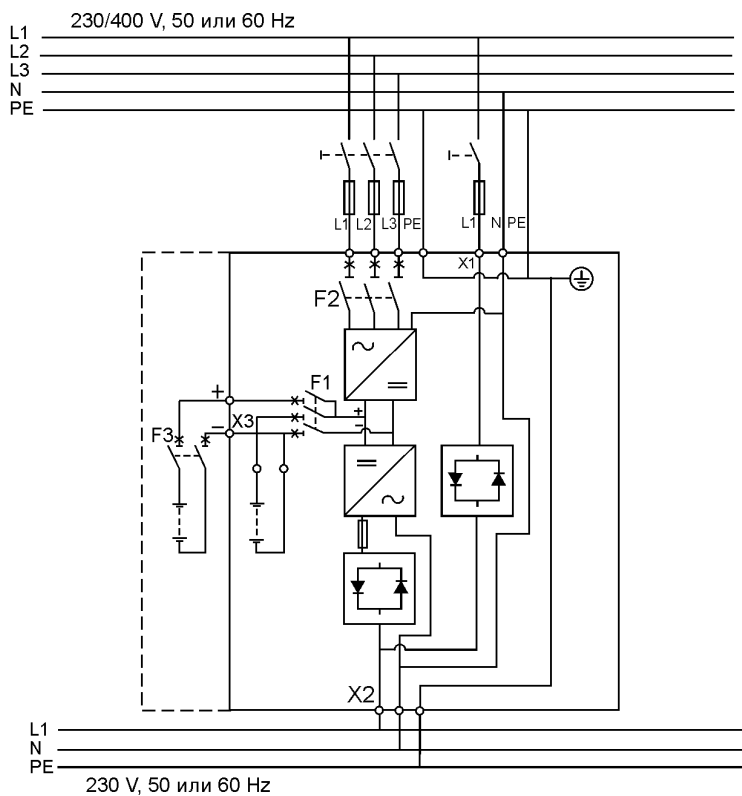 230/400 V, 50 или 60 Hz
L1
L2
L3
N
PE
L1 L2 L3 PE L1 N PE
X1
F2
F1
+ +
X3
− −
F3
X2
L1
N
PE
230 V, 50 или 60 Hz